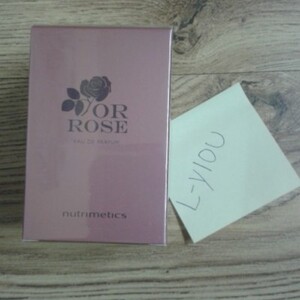 OR
ROSE
EAU DE PARFUM
nutrimetics
L-YIOU